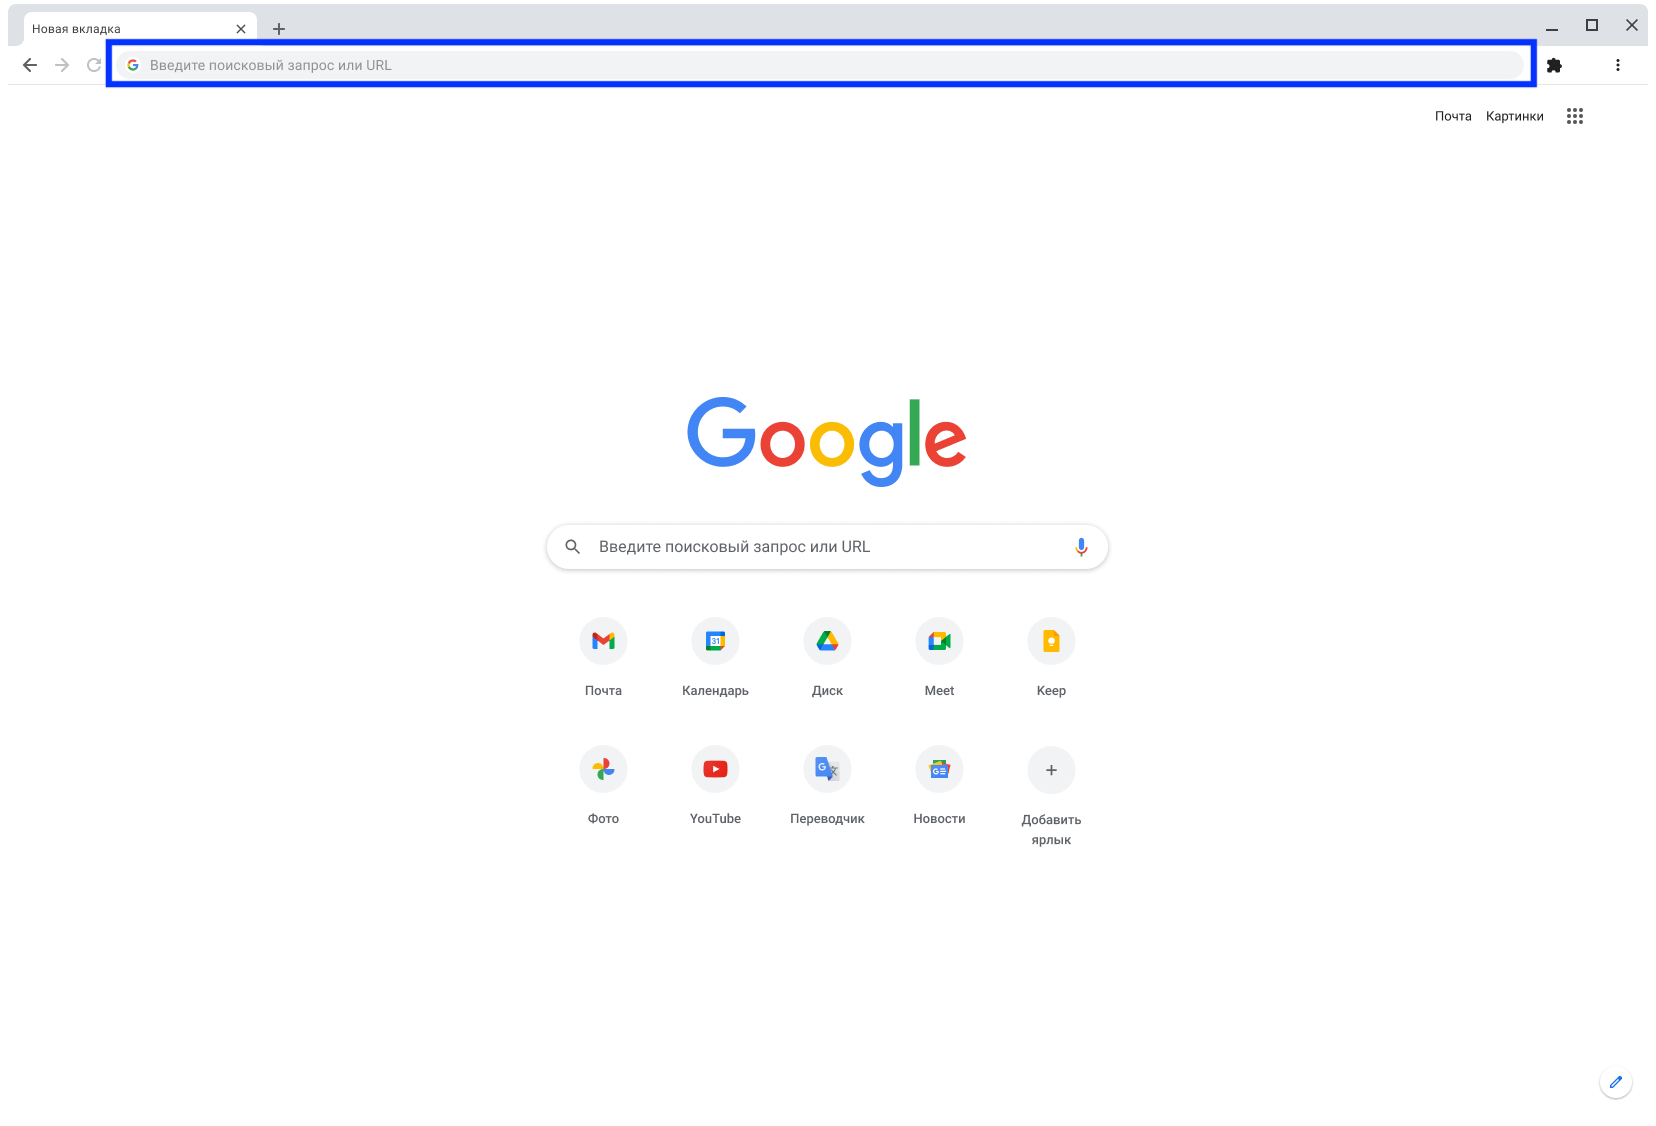 Новая вкладка
Введите поисковый запрос или URL
Почта Картинки
Google
Введите поисковый запрос или URL
Почта Календарь Диск Meet Keep
Фото YouTube Переводчик Новости Добавить
ярлык